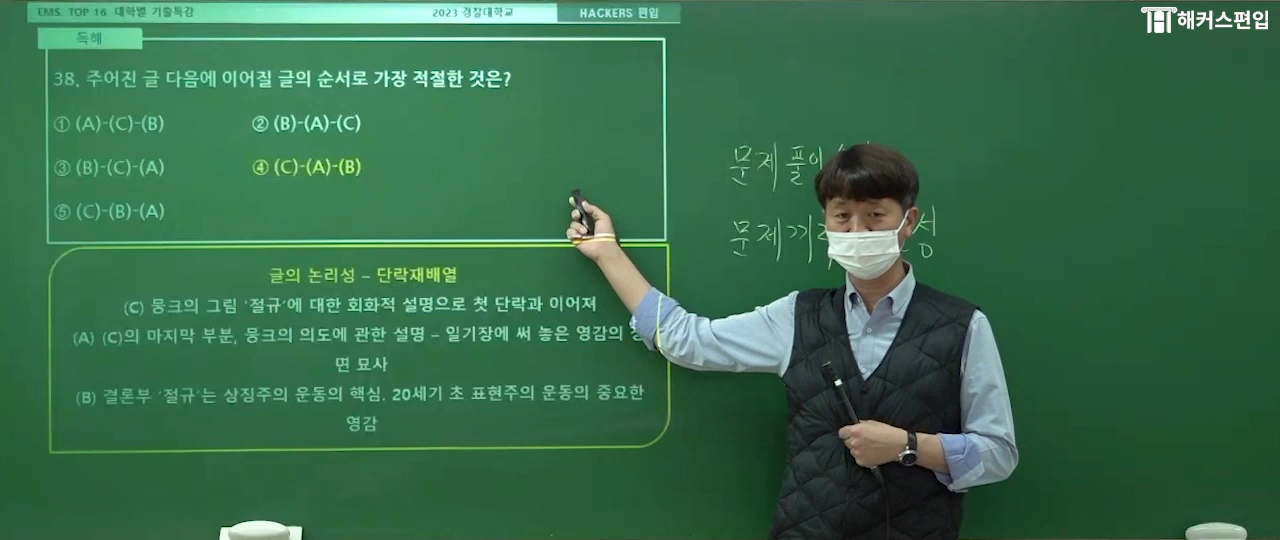 EMS. TOP 16 대학별 기출특강 2023 경찰대학교 HACKERS 편입
해커스편입
독해
38. 주어진 글 다음에 이어질 글의 순서로 가장 적절한 것은?
① (A)-(C)-(B) ② (B)-(A)-(C)
③ (B)-(C)-(A) ④ (C)-(A)-(B)
⑤ (C)-(B)-(A)
문제풀이
문제
글의 논리성 – 단락재배열
(C) 뭉크의 그림 '절규'에 대한 회화적 설명으로 첫 단락과 이어져
(A) (C)의 마지막 부분, 뭉크의 의도에 관한 설명 – 일기장에 써 놓은 영감의
면 묘사
(B) 결론부 '절규'는 상징주의 운동의 핵심. 20세기 초 표현주의 운동의 중요한
영감